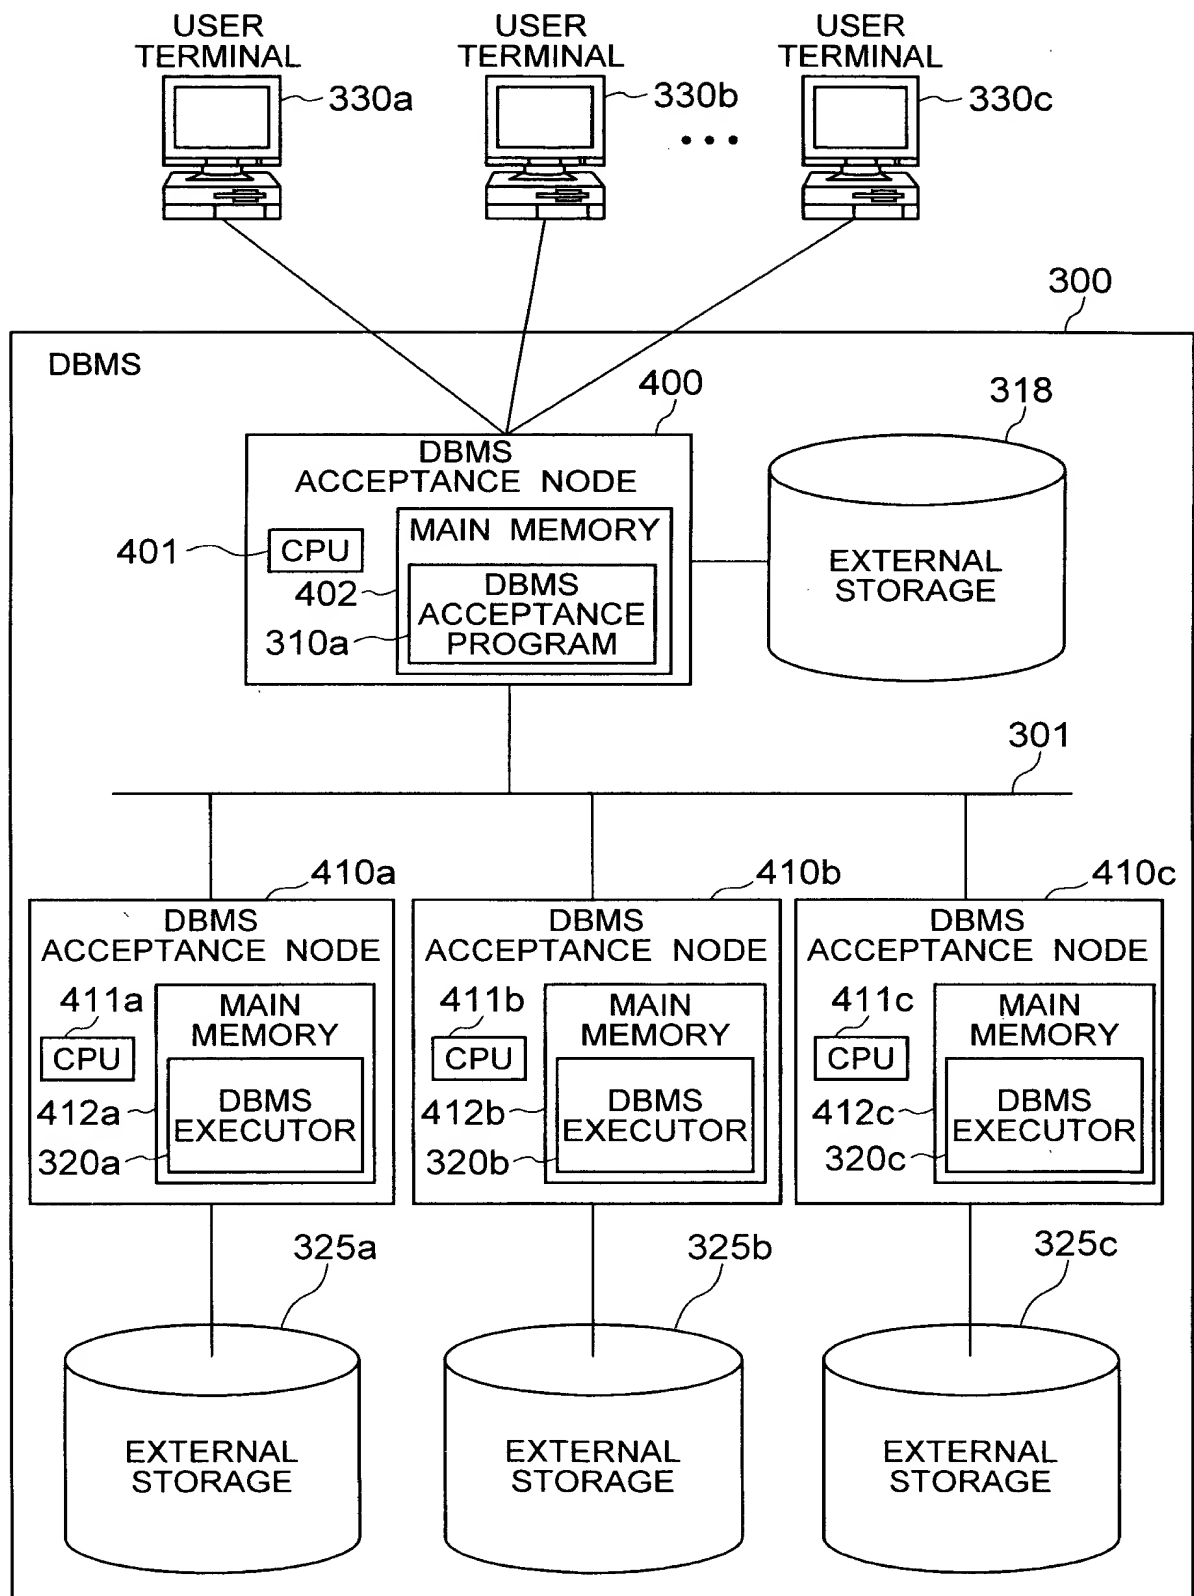 USER TERMINAL
USER TERMINAL
USER TERMINAL
330a
330b
330c
300
DBMS
400
318
DBMS
ACCEPTANCE NODE
401
CPU
MAIN MEMORY
402
DBMS
ACCEPTANCE
PROGRAM
310a
EXTERNAL
STORAGE
301
410a
410b
410c
DBMS
ACCEPTANCE NODE
411a
CPU
MAIN
MEMORY
412a
DBMS
EXECUTOR
320a
DBMS
ACCEPTANCE NODE
411b
CPU
MAIN
MEMORY
412b
DBMS
EXECUTOR
320b
DBMS
ACCEPTANCE NODE
411c
CPU
MAIN
MEMORY
412c
DBMS
EXECUTOR
320c
325a
325b
325c
EXTERNAL
STORAGE
EXTERNAL
STORAGE
EXTERNAL
STORAGE